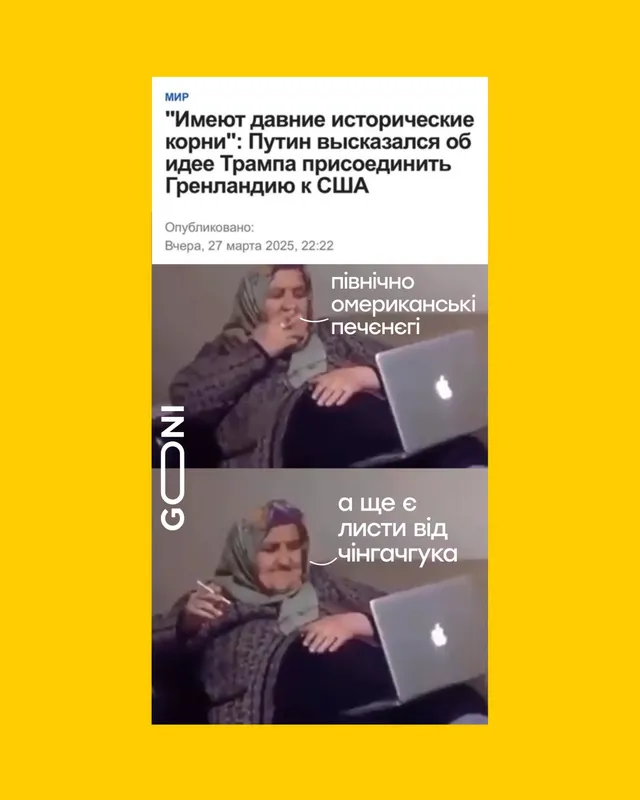 МИР
"Имеют давние исторические
корни": Путин высказался об
идее Трампа присоединить
Гренландию к США
Опубликовано:
Вчера, 27 марта 2025, 22:22
північно
омериканські
печєнєгі
GONI
а ще є
листи від
чінгачгука